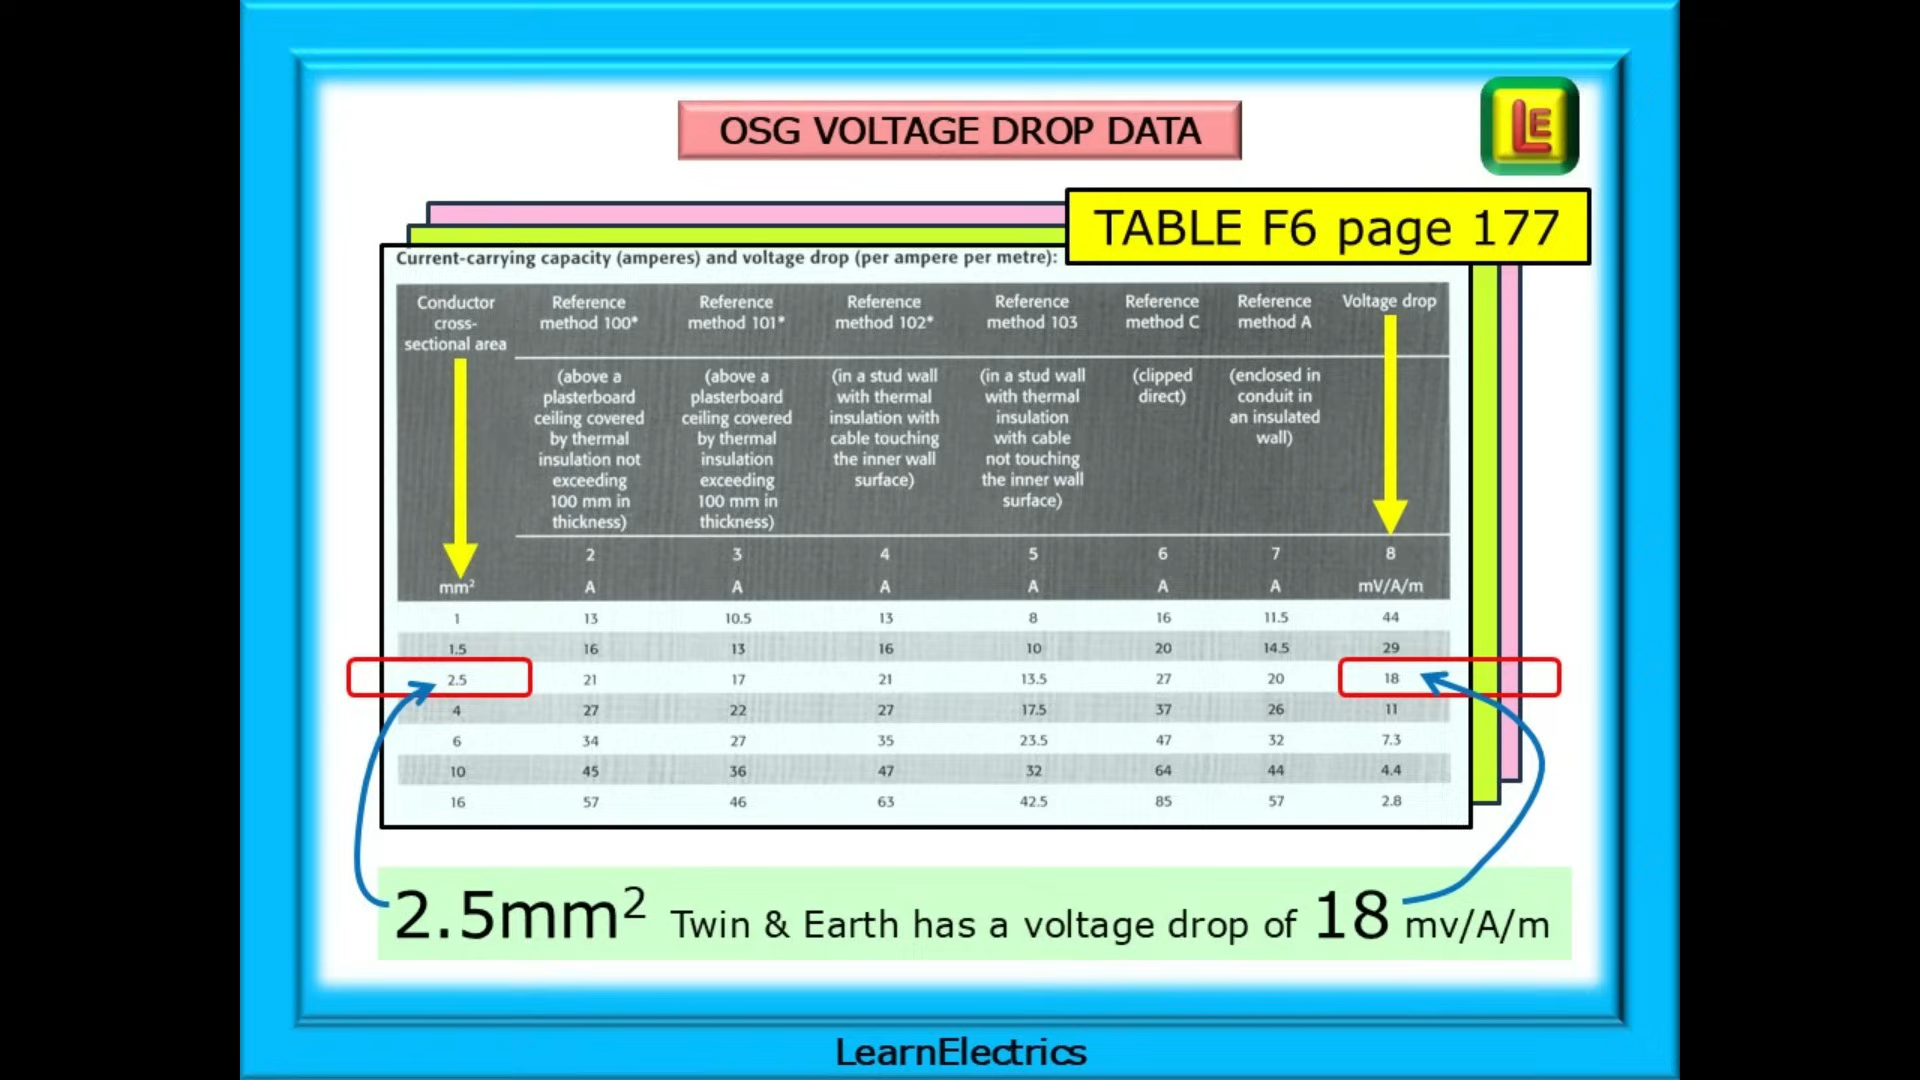 OSG VOLTAGE DROP DATA
LE
TABLE F6 page 177
Current-carrying capacity (amperes) and voltage drop (per ampere per metre):
Conductor cross-sectional area
Reference method 100*
Reference method 101*
Reference method 102*
Reference method 103
Reference method C
Reference method A
Voltage drop
(above a plasterboard ceiling covered by thermal insulation not exceeding 100 mm in thickness)
(above a plasterboard ceiling covered by thermal insulation exceeding 100 mm in thickness)
(in a stud wall with thermal insulation with cable touching the inner wall surface)
(in a stud wall with thermal insulation with cable not touching the inner wall surface)
(clipped direct)
(enclosed in conduit in an insulated wall)
2 3 4 5 6 7 8
mm² A A A A A A mV/A/m
1 13 10.5 13 8 16 11.5 44
1.5 16 13 16 10 20 14.5 29
2.5 21 17 21 13.5 27 20 18
4 27 22 27 17.5 37 26 11
6 34 27 35 23.5 47 32 7.3
10 45 36 47 32 64 44 4.4
16 57 46 63 42.5 85 57 2.8
2.5mm² Twin & Earth has a voltage drop of 18 mv/A/m
LearnElectrics